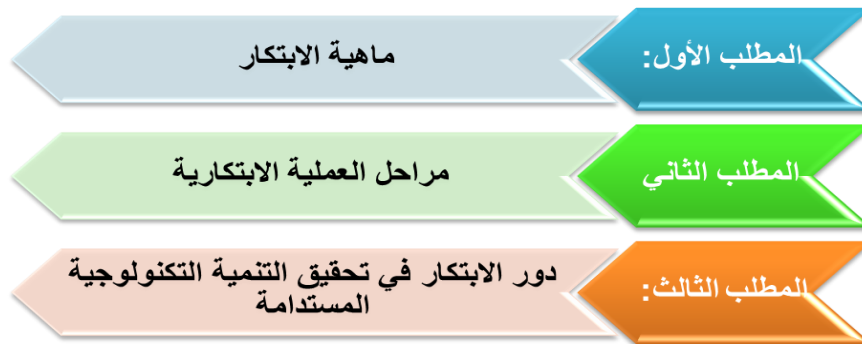 المطلب الأول:
ماهية الابتكار
المطلب الثاني
مراحل العملية الابتكارية
المطلب الثالث:
دور الابتكار في تحقيق التنمية التكنولوجية
المستدامة